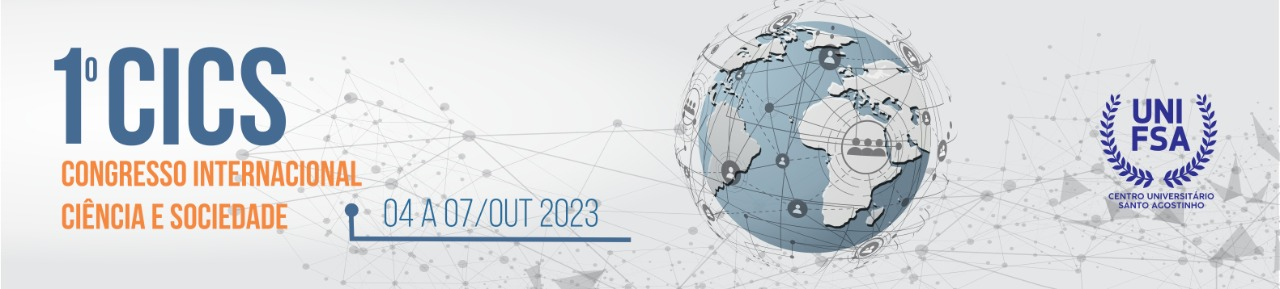 1º CICS
CONGRESSO INTERNACIONAL
CIÊNCIA E SOCIEDADE
04 A 07/OUT 2023
UNI
FSA
CENTRO UNIVERSITÁRIO
SANTO AGOSTINHO